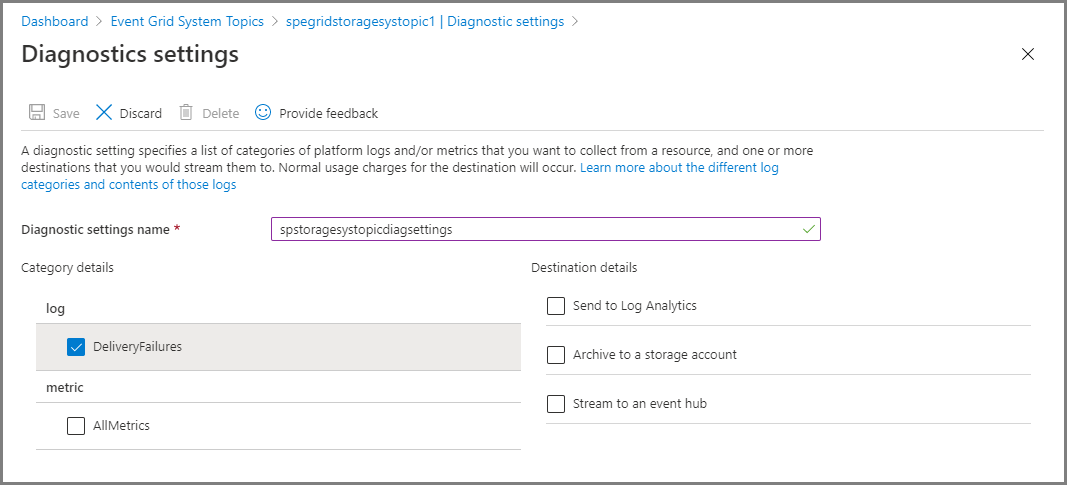 Dashboard > Event Grid System Topics > spegridstoragesystopic1 | Diagnostic settings >
Diagnostics settings
Save Discard Delete Provide feedback
A diagnostic setting specifies a list of categories of platform logs and/or metrics that you want to collect from a resource, and one or more
destinations that you would stream them to. Normal usage charges for the destination will occur. Learn more about the different log
categories and contents of those logs
Diagnostic settings name *
spstoragesystopicdiagsettings
Category details
log
DeliveryFailures
metric
AllMetrics
Destination details
Send to Log Analytics
Archive to a storage account
Stream to an event hub